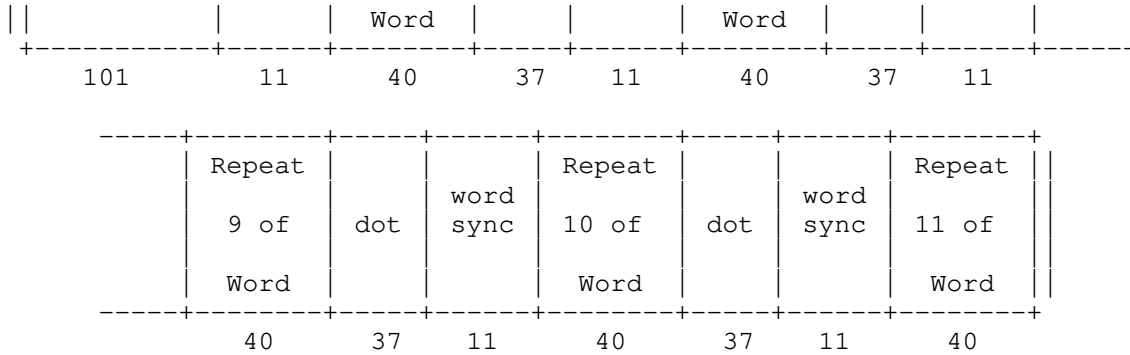 Word Word
101 11 40 37 11 40 37 11
Repeat Repeat Repeat
word word
9 of dot sync 10 of dot sync 11 of
Word Word Word
40 37 11 40 37 11 40